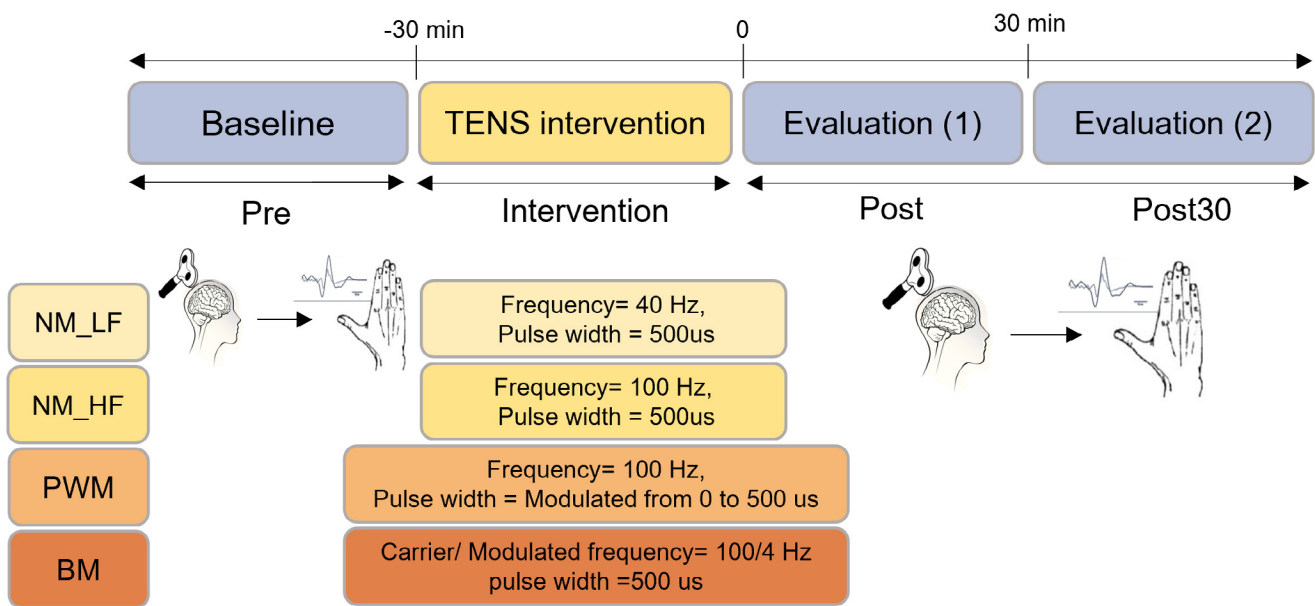 -30 min
0
30 min
Baseline
TENS intervention
Evaluation (1)
Evaluation (2)
Pre
Intervention
Post
Post30
NM_LF
Frequency= 40 Hz,
Pulse width = 500us
NM_HF
Frequency= 100 Hz,
Pulse width = 500us
PWM
Frequency= 100 Hz,
Pulse width = Modulated from 0 to 500 us
BM
Carrier/ Modulated frequency= 100/4 Hz
pulse width =500 us